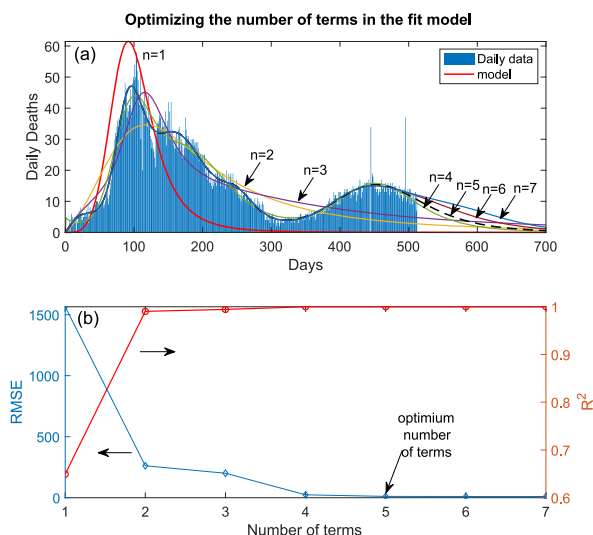 Optimizing the number of terms in the fit model
(a)
n=1
Daily data
model
60
50
40
30
20
10
0
Daily Deaths
n=2
n=3
n=4
n=5
n=6
n=7
0 100 200 300 400 500 600 700
Days
(b)
1500
1000
500
0
RMSE
1
0.9
0.8
0.7
0.6
R2
optimium
number
of terms
1 2 3 4 5 6 7
Number of terms